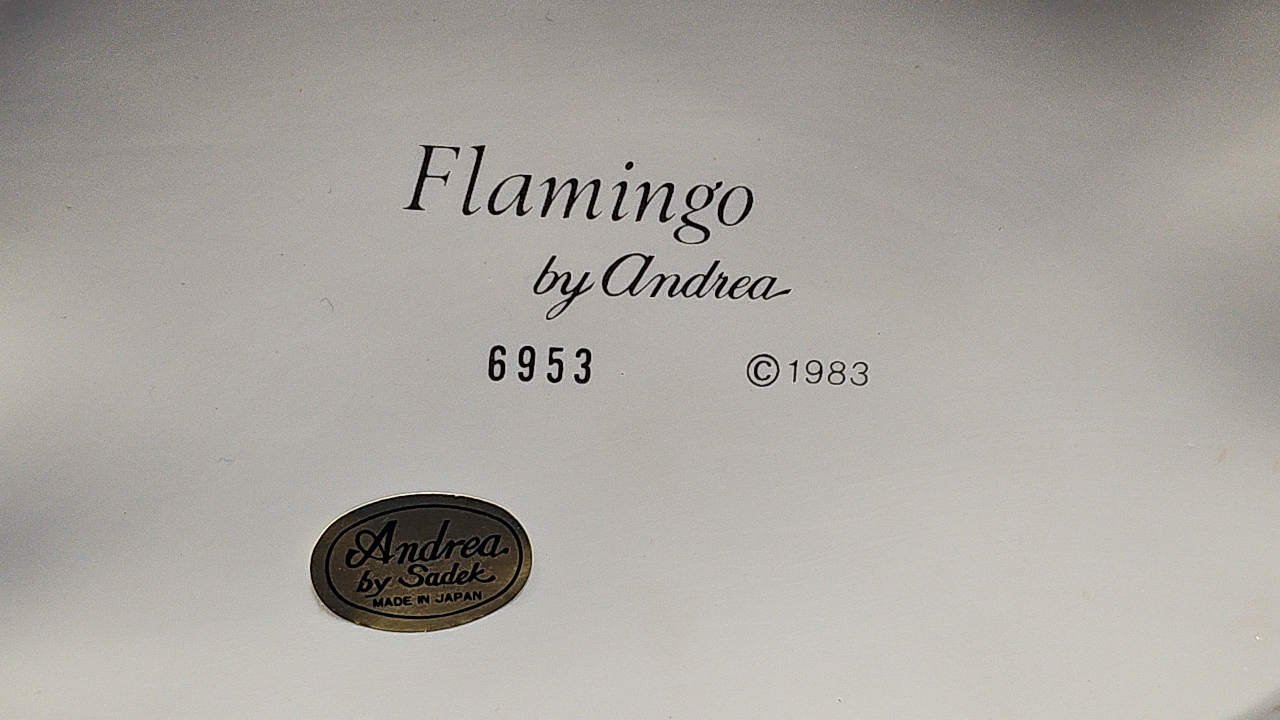 Flamingo
by Andrea
6953 ©1983
Andrea
by Sadek
MADE IN JAPAN